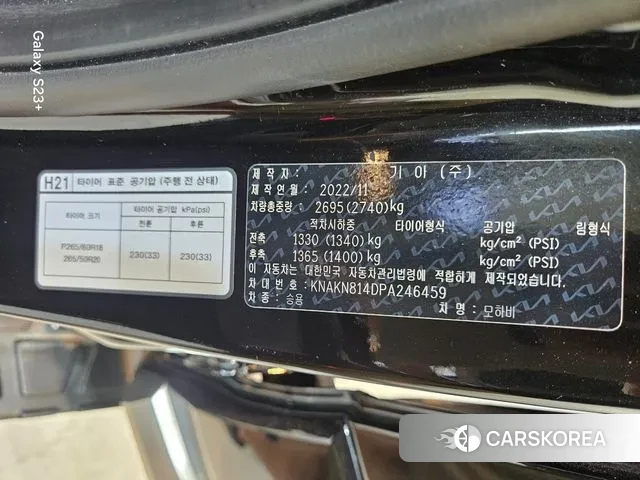 Galaxy S23+
H21 타이어 표준 공기압 (주행 전 상태)
타이어 크기
타이어 공기압 kPa(psi)
전륜 후륜
P265/60R18
265/50R20
230(33) 230(33)
제 작 자 : 기 아 (주)
제작연월 : 2022/11
차량총중량 : 2695(2740)kg
적차시하중 타이어형식 공기압 림형식
전축 : 1330 (1340)kg kg/cm² (PSI)
후축 : 1365 (1400)kg kg/cm² (PSI)
이 자동차는 대한민국 자동차관리법령에 적합하게 제작되었습니다.
차 대 번 호 : KNAKN814DPA246459
차 종 : 승용 차 명 : 모하비
CARSKOREA